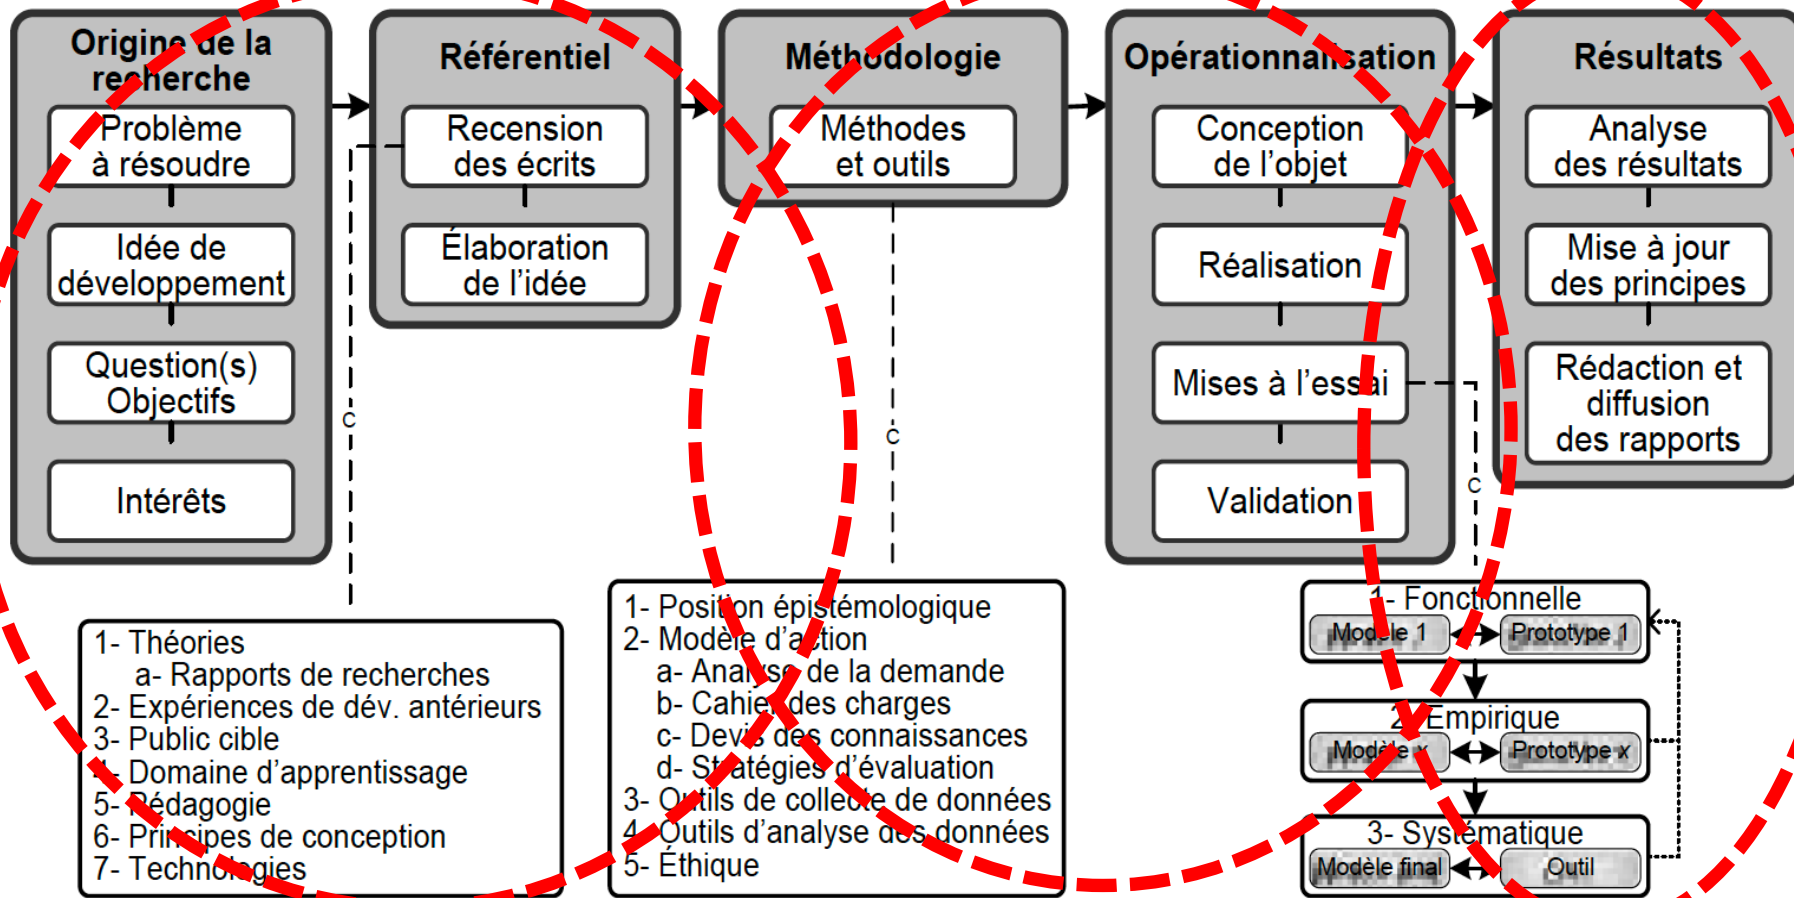 Origine de la
recherche
Problème
à résoudre
Idée de
développement
Question(s)
Objectifs
Intérêts
Référentiel
Recension
des écrits
Élaboration
de l'idée
Méthodologie
Méthodes
et outils
Opérationnalisation
Conception
de l'objet
Réalisation
Mises à l'essai
Validation
Résultats
Analyse
des résultats
Mise à jour
des principes
Rédaction et
diffusion
des rapports
C
C
C
1- Théories
a- Rapports de recherches
2- Expériences de dév. antérieurs
3- Public cible
4- Domaine d'apprentissage
5- Pédagogie
6- Principes de conception
7- Technologies
1- Position épistémologique
2- Modèle d'action
a- Analyse de la demande
b- Cahier des charges
c- Devis des connaissances
d- Stratégies d'évaluation
3- Outils de collecte de données
4- Outils d'analyse des données
5- Éthique
1- Fonctionnelle
Modèle 1
Prototype 1
2- Empirique
Modèle x
Prototype x
3- Systématique
Modèle final
Outil